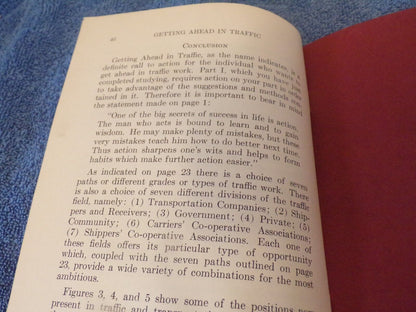 46 GETTING AHEAD IN TRAFFIC
CONCLUSION
Getting Ahead in Traffic, as the name indicates, is a
definite call to action for the individual who wants to
get ahead in traffic work. Part I, which you have just
completed studying, requires action on your part in order
to take advantage of the suggestions and methods con-
tained in it. Therefore it is important to bear in mind
the statement made on page 1:
"One of the big secrets of success in life is action.
The man who acts is bound to learn and to gain
wisdom. He may make plenty of mistakes, but these
very mistakes teach him how to do better next time.
Thus action sharpens one's wits and helps to form
habits which make further action easier."
As indicated on page 23 there is a choice of seven
paths or different grades or types of traffic work. There
is also a choice of seven different divisions of the traffic
field, namely: (1) Transportation Companies; (2) Ship-
pers and Receivers; (3) Government; (4) Private; (5)
Community; (6) Carriers' Co-operative Associations;
(7) Shippers' Co-operative Associations. Each one of
these fields offers its particular type of opportunity
which, coupled with the seven paths outlined on page
23, provide a wide variety of combinations for the most
ambitious.
Figures 3, 4, and 5 show some of the positions now
present in traffic and